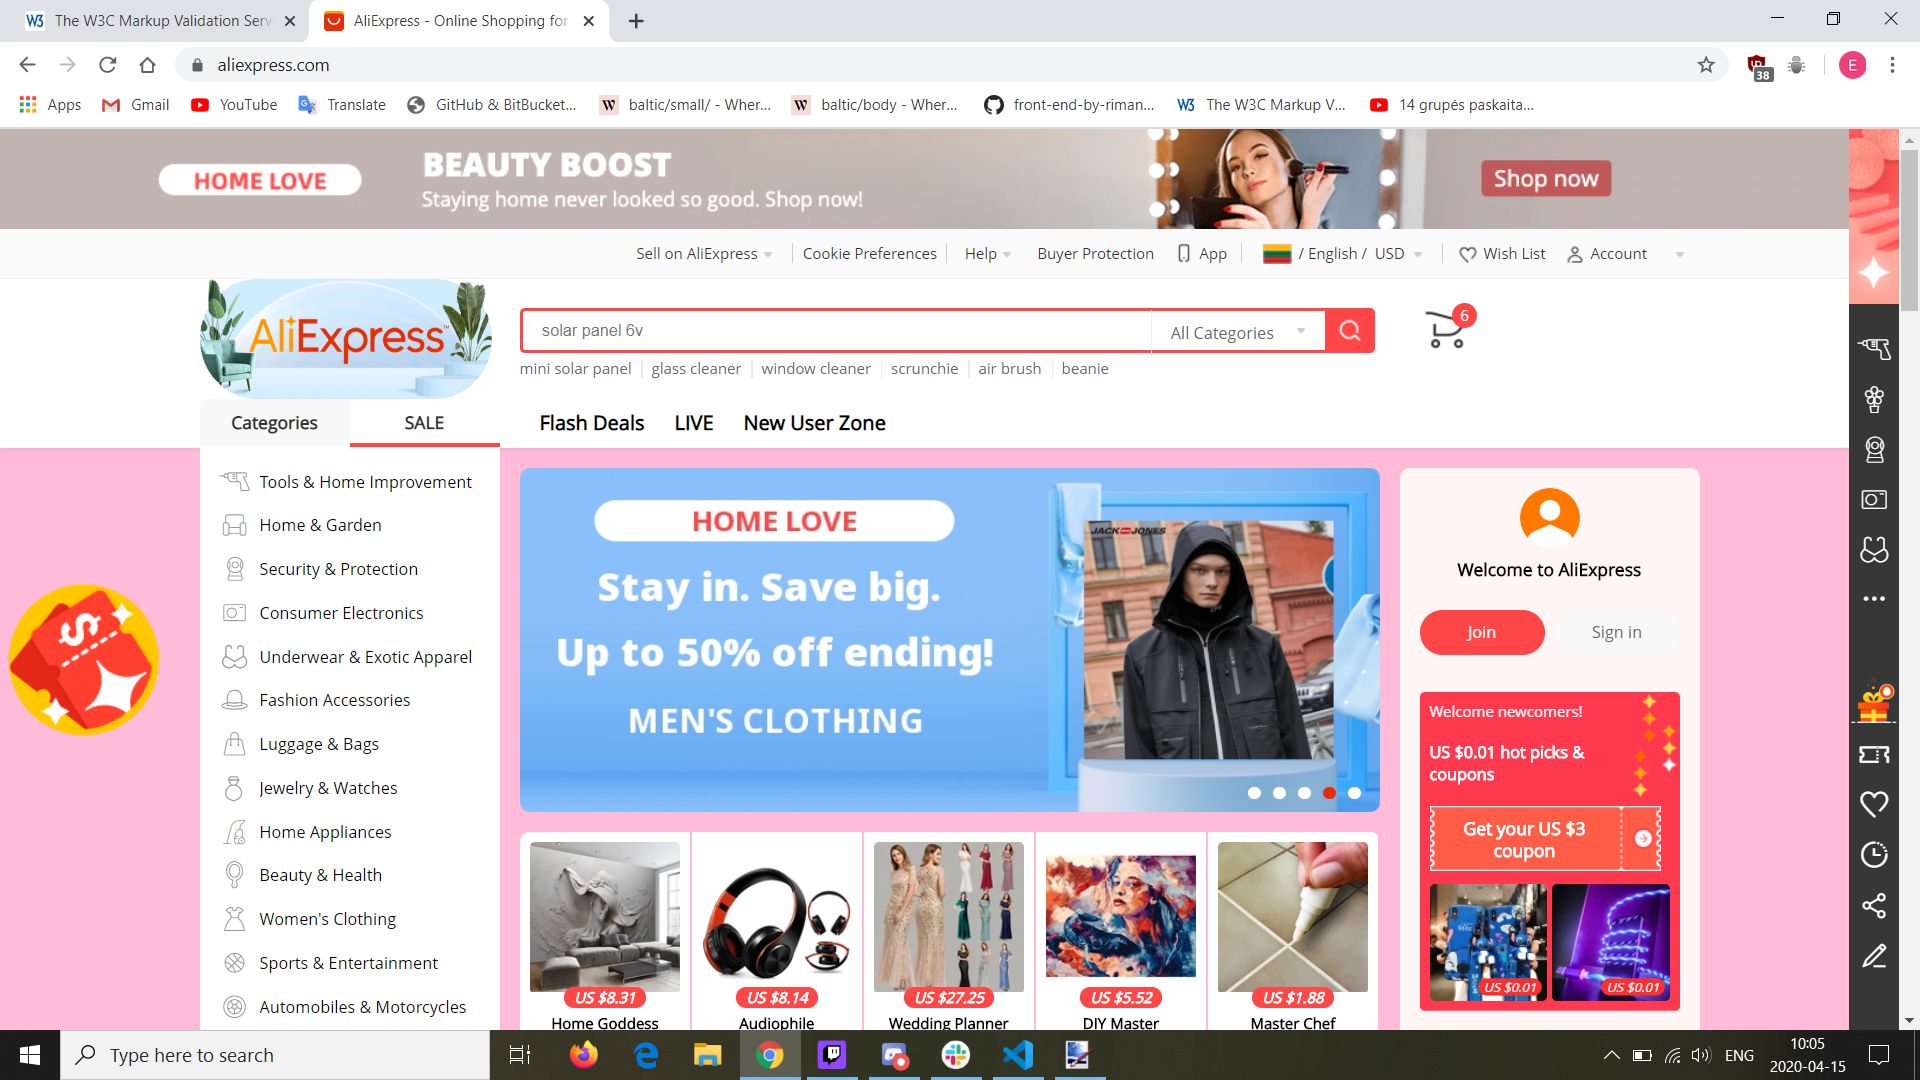 The W3C Markup Validation Serv
AliExpress - Online Shopping for
aliexpress.com
38
E
Apps
Gmail
YouTube
Translate
GitHub & BitBucket...
baltic/small/ - Wher...
baltic/body - Wher...
front-end-by-riman...
The W3C Markup V...
14 grupės paskaita...
HOME LOVE
BEAUTY BOOST
Staying home never looked so good. Shop now!
Shop now
Sell on AliExpress
Cookie Preferences
Help
Buyer Protection
App
/ English / USD
Wish List
Account
AliExpress™
solar panel 6v
All Categories
6
mini solar panel
glass cleaner
window cleaner
scrunchie
air brush
beanie
Categories
SALE
Flash Deals
LIVE
New User Zone
Tools & Home Improvement
Home & Garden
Security & Protection
Consumer Electronics
Underwear & Exotic Apparel
Fashion Accessories
Luggage & Bags
Jewelry & Watches
Home Appliances
Beauty & Health
Women's Clothing
Sports & Entertainment
Automobiles & Motorcycles
HOME LOVE
Stay in. Save big.
Up to 50% off ending!
MEN'S CLOTHING
JACK JONES
US $8.31
Home Goddess
US $8.14
Audiophile
US $27.25
Wedding Planner
US $5.52
DIY Master
US $1.88
Master Chef
Welcome to AliExpress
Join
Sign in
Welcome newcomers!
US $0.01 hot picks &
coupons
Get your US $3
coupon
US $0.01
US $0.01
Type here to search
ENG
10:05
2020-04-15